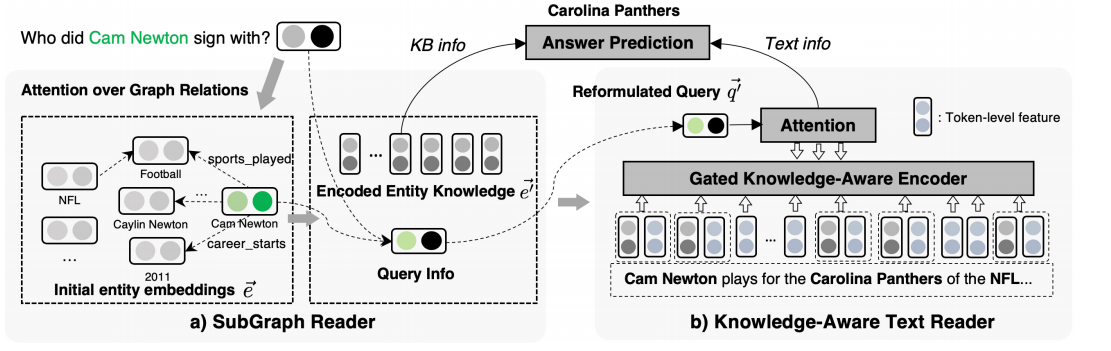 Carolina Panthers
Who did Cam Newton sign with?
KB info
Answer Prediction
Text info
Attention over Graph Relations
sports_played
Football
NFL
...
Caylin Newton
Cam Newton
career_starts
...
2011
Initial entity embeddings e⃗
...
Encoded Entity Knowledge e⃗′
Query Info
a) SubGraph Reader
Reformulated Query q⃗′
Attention
: Token-level feature
Gated Knowledge-Aware Encoder
...
Cam Newton plays for the Carolina Panthers of the NFL...
b) Knowledge-Aware Text Reader